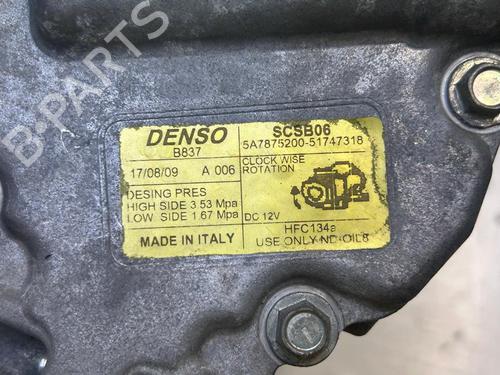 DENSO
B837
SCSB06
5A7875200-51747318
17/08/09 A 006
CLOCK WISE
ROTATION
DESING PRES
HIGH SIDE 3.53 Mpa
LOW SIDE 1.67 Mpa
DC 12V
MADE IN ITALY
HFC134a
USE ONLY ND-OIL8
B-PARTS